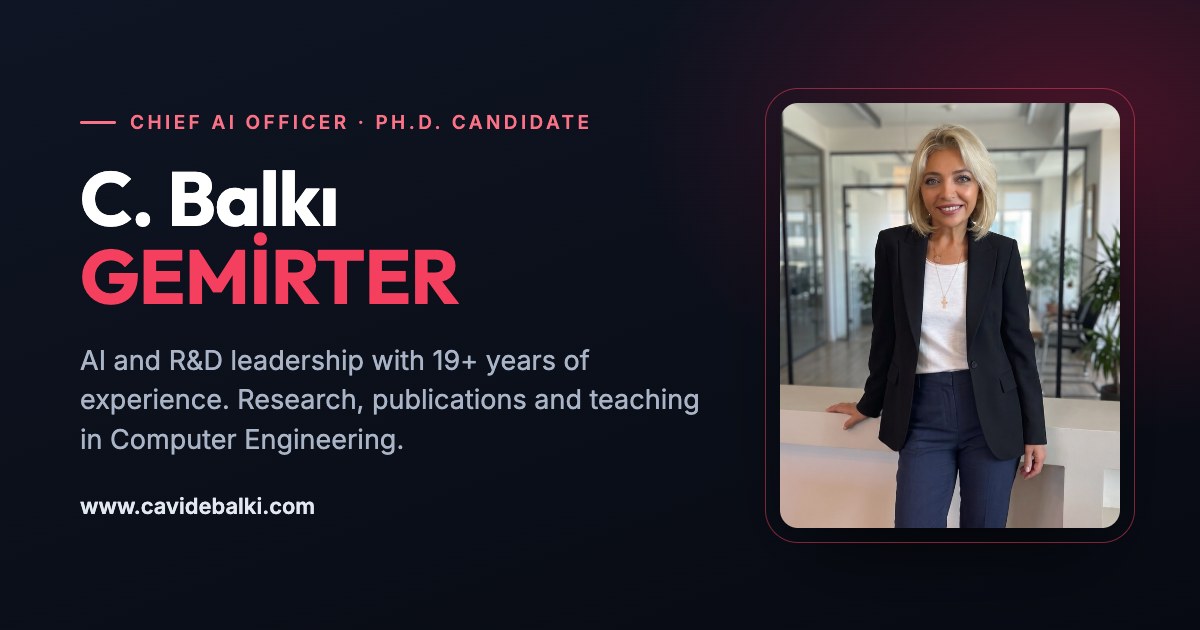 CHIEF AI OFFICER · PH.D. CANDIDATE
C. Balkı
GEMİRTER
AI and R&D leadership with 19+ years of
experience. Research, publications and teaching
in Computer Engineering.
www.cavidebalki.com